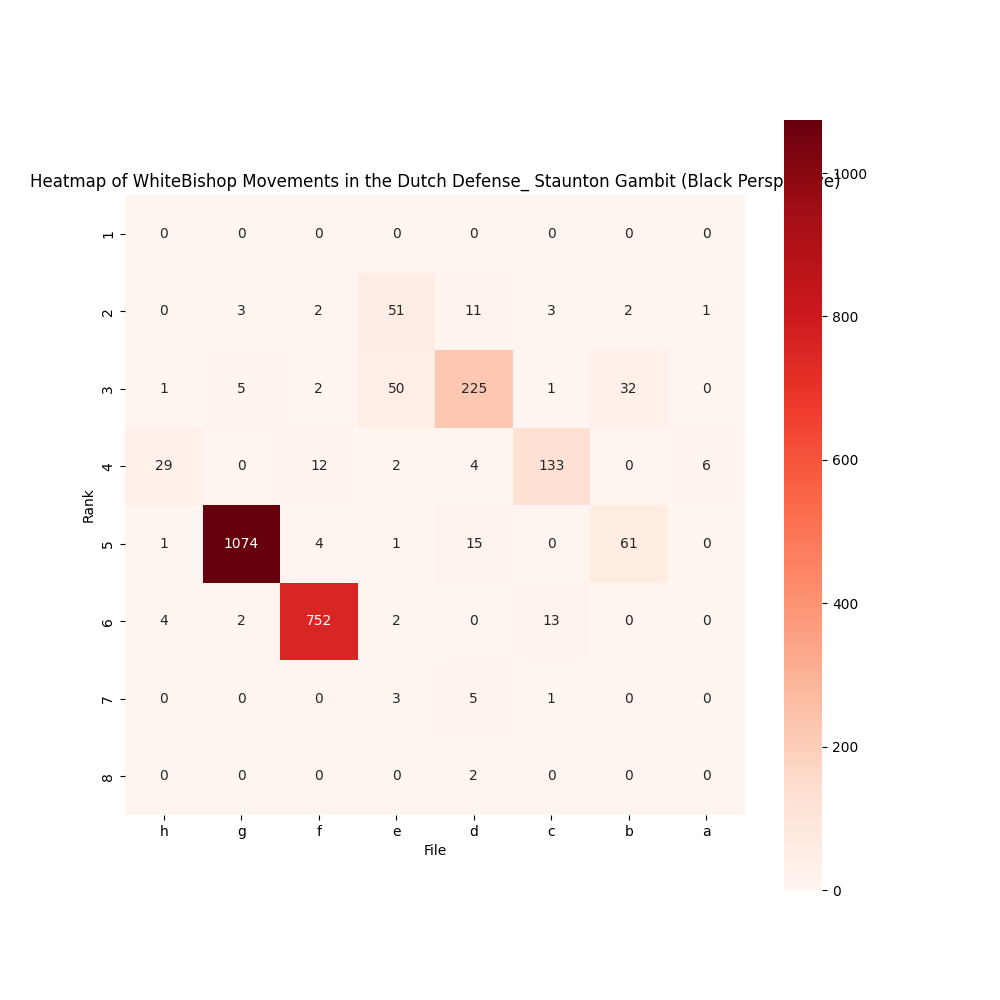 Heatmap of WhiteBishop Movements in the Dutch Defense_ Staunton Gambit (Black Perspective)
1000
1 0 0 0 0 0 0 0 0
2 0 3 2 51 11 3 2 1
800
3 1 5 2 50 225 1 32 0
4 29 0 12 2 4 133 0 6
600
Rank
5 1 1074 4 1 15 0 61 0
400
6 4 2 752 2 0 13 0 0
7 0 0 0 3 5 1 0 0
200
8 0 0 0 0 2 0 0 0
h g f e d c b a
File
0